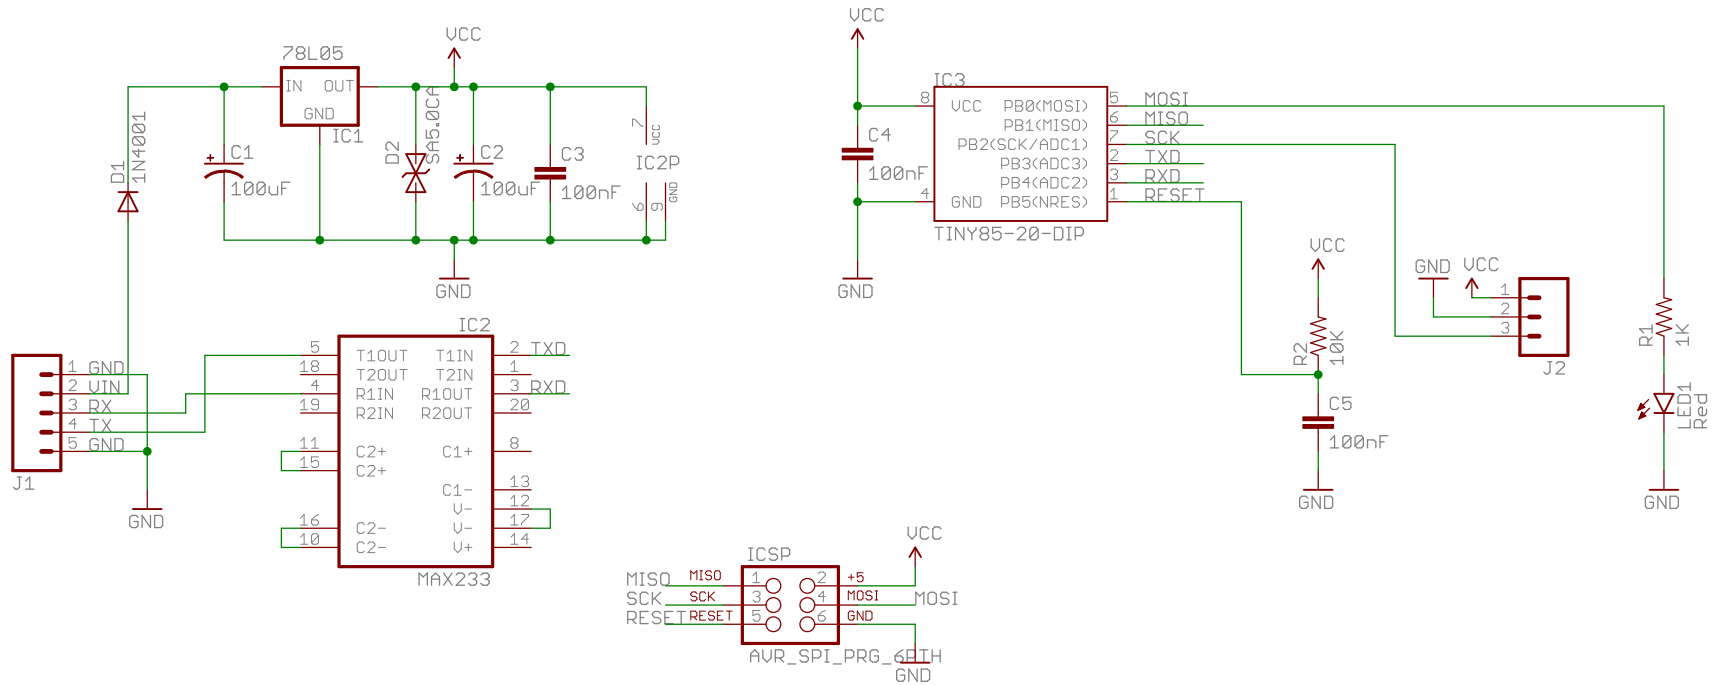 78L05
VCC
IN OUT
GND
IC1
D1
1N4001
C1
100uF
D2
SA5.0CA
C2
100uF
C3
100nF
7
VCC
IC2P
6
9
GND
GND
IC2
5 T1OUT T1IN 2 TXD
18 T2OUT T2IN 1
4 R1IN R1OUT 3 RXD
19 R2IN R2OUT 20
11 C2+ C1+ 8
15 C2+
C1- 13
V- 12
16 C2- V- 17
10 C2- V+ 14
MAX233
1 GND
2 VIN
3 RX
4 TX
5 GND
J1
GND
VCC
C4
100nF
GND
IC3
8 VCC PB0(MOSI) 5 MOSI
PB1(MISO) 6 MISO
PB2(SCK/ADC1) 7 SCK
PB3(ADC3) 2 TXD
PB4(ADC2) 3 RXD
4 GND PB5(NRES) 1 RESET
TINY85-20-DIP
VCC
R2
10K
C5
100nF
GND
GND
VCC
1
2
3
J2
R1
1K
LED1
Red
GND
ICSP
VCC
MISO MISO 1 2 +5
SCK SCK 3 4 MOSI MOSI
RESET RESET 5 6 GND
AVR_SPI_PRG_6PTH
GND